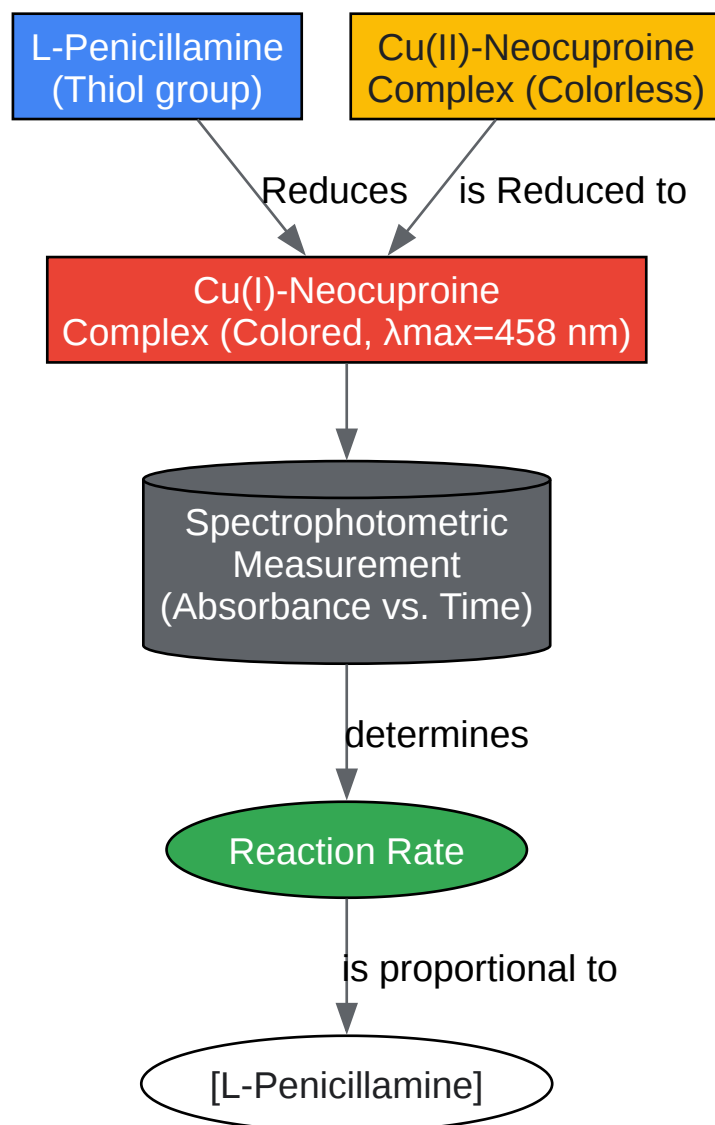 L-Penicillamine
(Thiol group)
Cu(II)-Neocuproine
Complex (Colorless)
Reduces
is Reduced to
Cu(I)-Neocuproine
Complex (Colored, λmax=458 nm)
Spectrophotometric
Measurement
(Absorbance vs. Time)
determines
Reaction Rate
is proportional to
[L-Penicillamine]